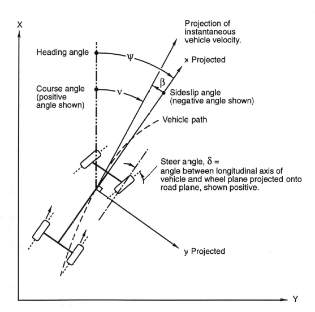 X
Projection of
instantaneous
vehicle velocity.
Heading angle
ψ
x Projected
Course angle
(positive
angle shown)
ν
β
Sideslip angle
(negative angle shown)
Vehicle path
Steer angle, δ =
angle between longitudinal axis of
vehicle and wheel plane projected onto
road plane, shown positive.
y Projected
Y